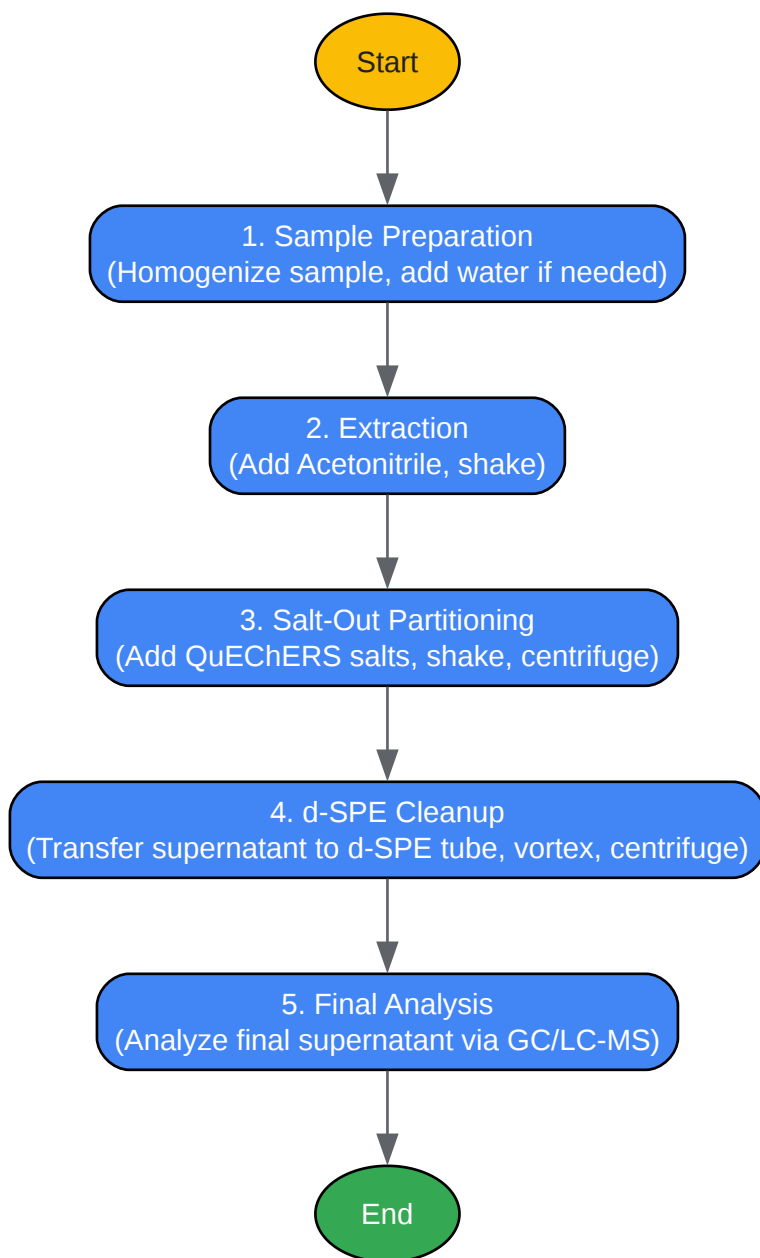 Start
1. Sample Preparation
(Homogenize sample, add water if needed)
2. Extraction
(Add Acetonitrile, shake)
3. Salt-Out Partitioning
(Add QuEChERS salts, shake, centrifuge)
4. d-SPE Cleanup
(Transfer supernatant to d-SPE tube, vortex, centrifuge)
5. Final Analysis
(Analyze final supernatant via GC/LC-MS)
End